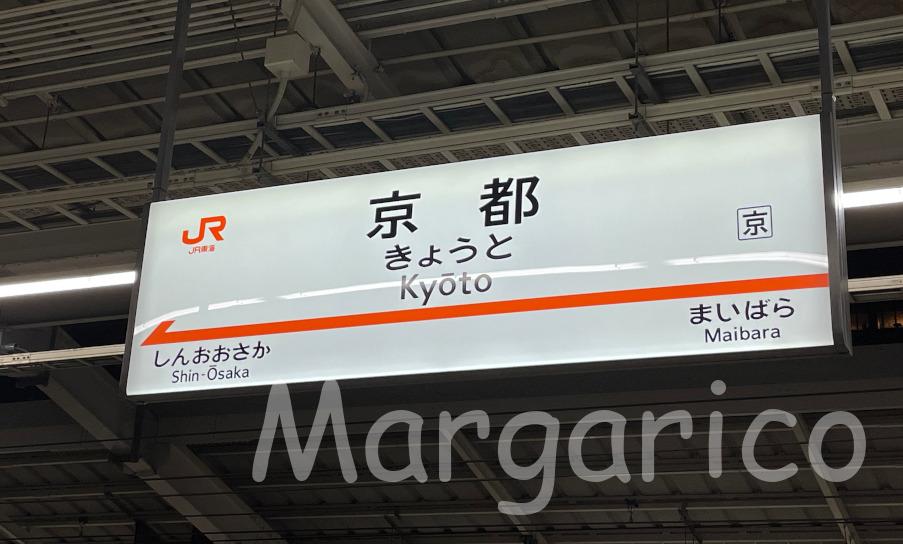 JR
JR東海
京都
きょうと
Kyōto
京
しんおおさか
Shin-Ōsaka
まいばら
Maibara
Margarico